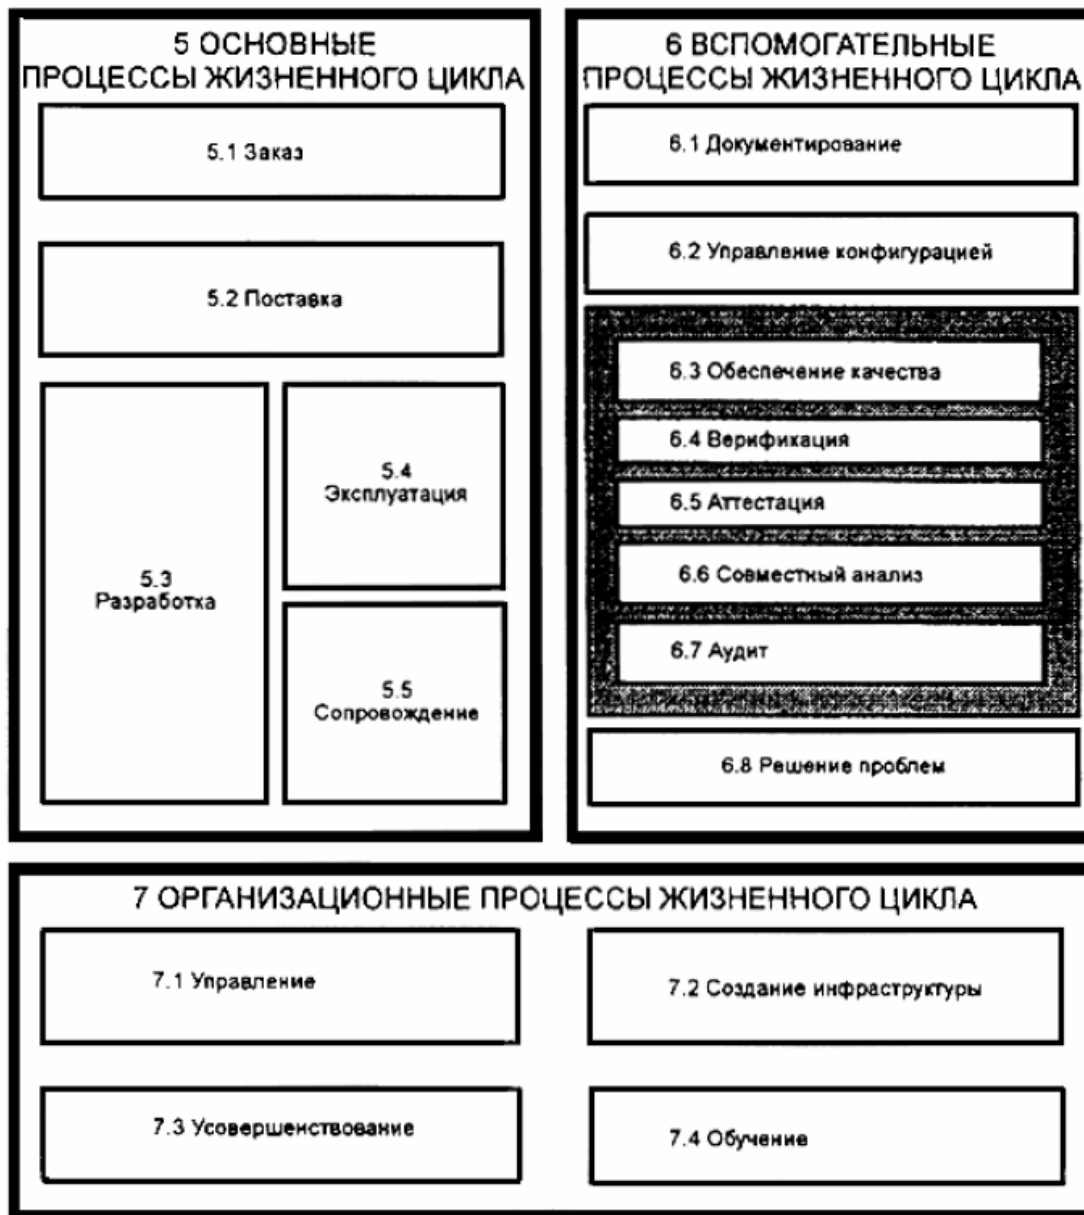 5 ОСНОВНЫЕ
ПРОЦЕССЫ ЖИЗНЕННОГО ЦИКЛА
5.1 Заказ
5.2 Поставка
5.3
Разработка
5.4
Эксплуатация
5.5
Сопровождение
6 ВСПОМОГАТЕЛЬНЫЕ
ПРОЦЕССЫ ЖИЗНЕННОГО ЦИКЛА
6.1 Документирование
6.2 Управление конфигурацией
6.3 Обеспечение качества
6.4 Верификация
6.5 Аттестация
6.6 Совместный анализ
6.7 Аудит
6.8 Решение проблем
7 ОРГАНИЗАЦИОННЫЕ ПРОЦЕССЫ ЖИЗНЕННОГО ЦИКЛА
7.1 Управление
7.2 Создание инфраструктуры
7.3 Усовершенствование
7.4 Обучение